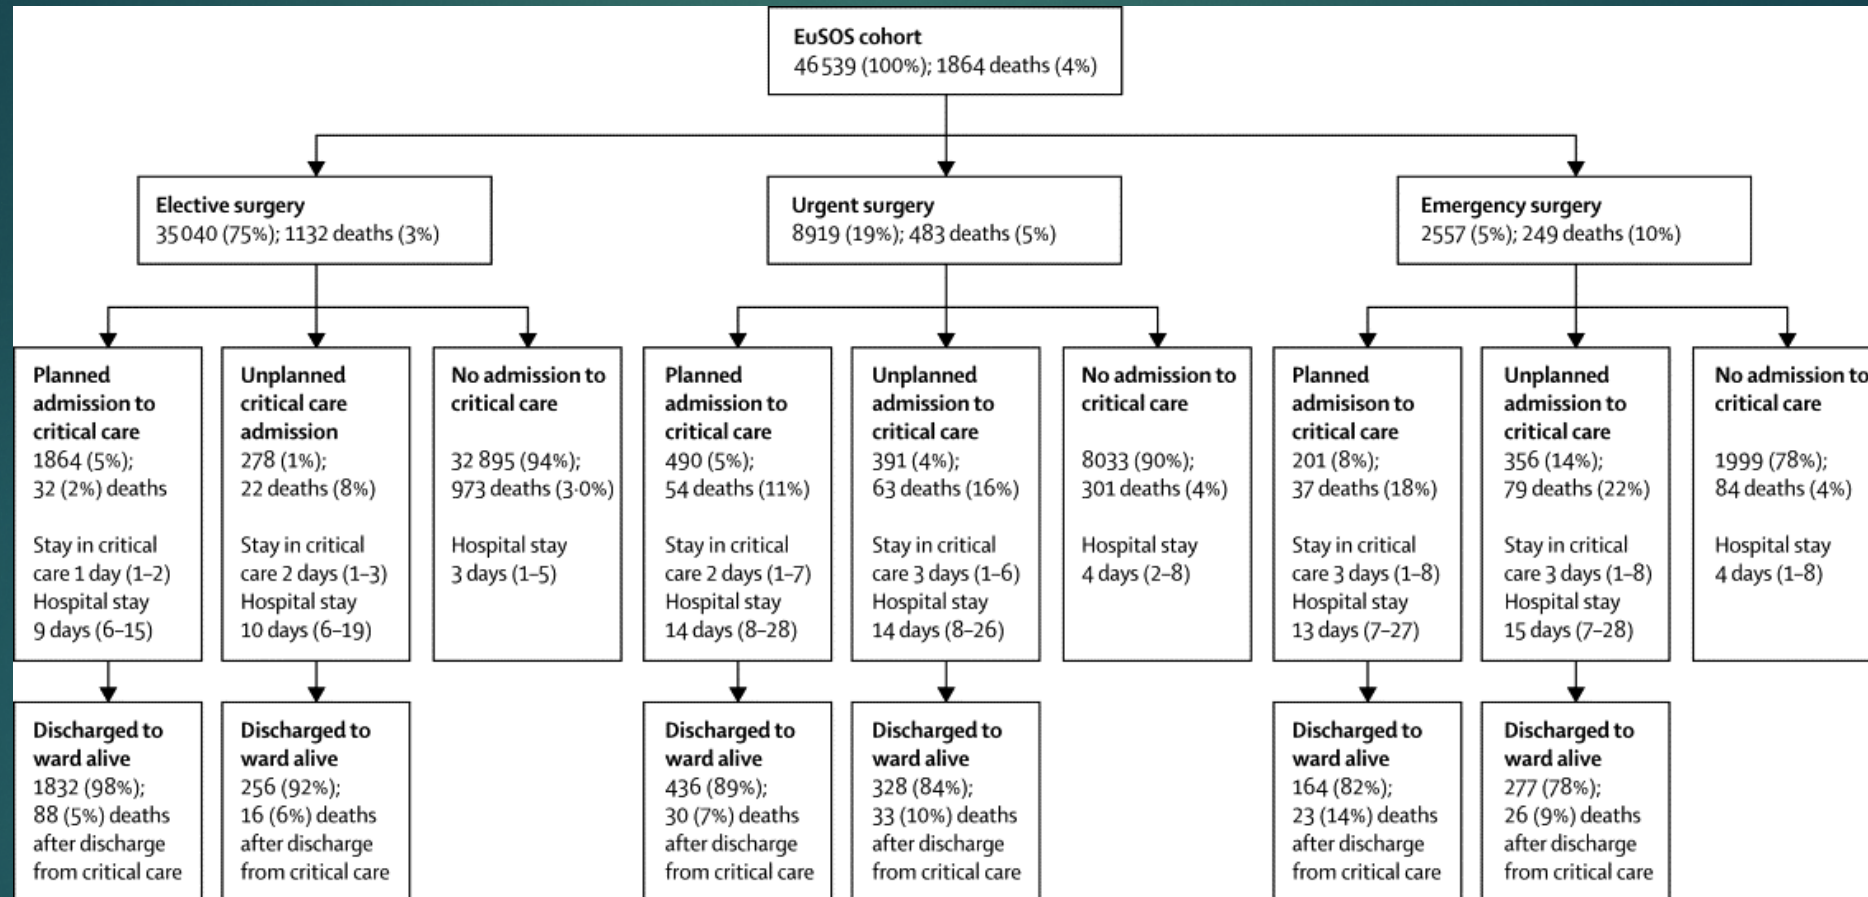 EuSOS cohort
46 539 (100%); 1864 deaths (4%)
Elective surgery
35 040 (75%); 1132 deaths (3%)
Urgent surgery
8919 (19%); 483 deaths (5%)
Emergency surgery
2557 (5%); 249 deaths (10%)
Planned
admission to
critical care
1864 (5%);
32 (2%) deaths
Stay in critical
care 1 day (1–2)
Hospital stay
9 days (6–15)
Unplanned
critical care
admission
278 (1%);
22 deaths (8%)
Stay in critical
care 2 days (1–3)
Hospital stay
10 days (6–19)
No admission to
critical care
32 895 (94%);
973 deaths (3·0%)
Hospital stay
3 days (1–5)
Planned
admission to
critical care
490 (5%);
54 deaths (11%)
Stay in critical
care 2 days (1–7)
Hospital stay
14 days (8–28)
Unplanned
admission to
critical care
391 (4%);
63 deaths (16%)
Stay in critical
care 3 days (1–6)
Hospital stay
14 days (8–26)
No admission to
critical care
8033 (90%);
301 deaths (4%)
Hospital stay
4 days (2–8)
Planned
admisison to
critical care
201 (8%);
37 deaths (18%)
Stay in critical
care 3 days (1–8)
Hospital stay
13 days (7–27)
Unplanned
admission to
critical care
356 (14%);
79 deaths (22%)
Stay in critical
care 3 days (1–8)
Hospital stay
15 days (7–28)
No admission to
critical care
1999 (78%);
84 deaths (4%)
Hospital stay
4 days (1–8)
Discharged to
ward alive
1832 (98%);
88 (5%) deaths
after discharge
from critical care
Discharged to
ward alive
256 (92%);
16 (6%) deaths
after discharge
from critical care
Discharged to
ward alive
436 (89%);
30 (7%) deaths
after discharge
from critical care
Discharged to
ward alive
328 (84%);
33 (10%) deaths
after discharge
from critical care
Discharged to
ward alive
164 (82%);
23 (14%) deaths
after discharge
from critical care
Discharged to
ward alive
277 (78%);
26 (9%) deaths
after discharge
from critical care